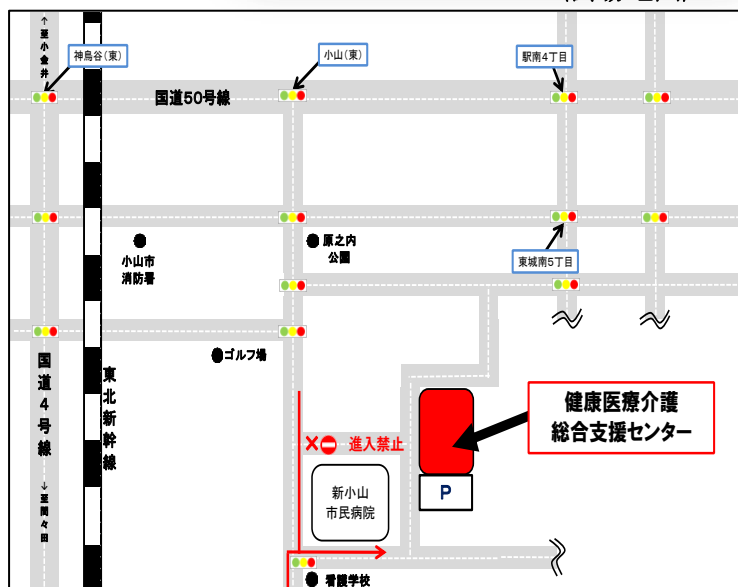 ↑至小金井
神鳥谷(東)
小山(東)
駅南4丁目
国道50号線
小山市
消防署
原之内
公園
東城南5丁目
ゴルフ場
国道4号線
東北新幹線
↓至間々田
健康医療介護
総合支援センター
進入禁止
新小山
市民病院
P
看護学校